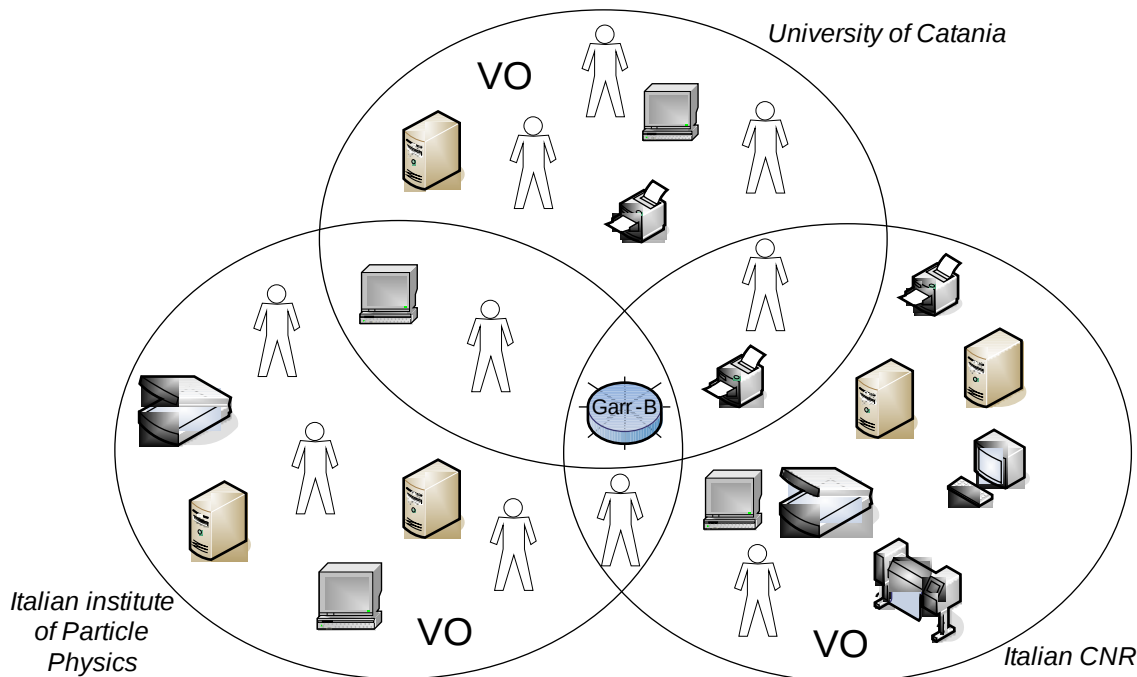 University of Catania
VO
Garr-B
Italian institute
of Particle
Physics
VO
VO
Italian CNR